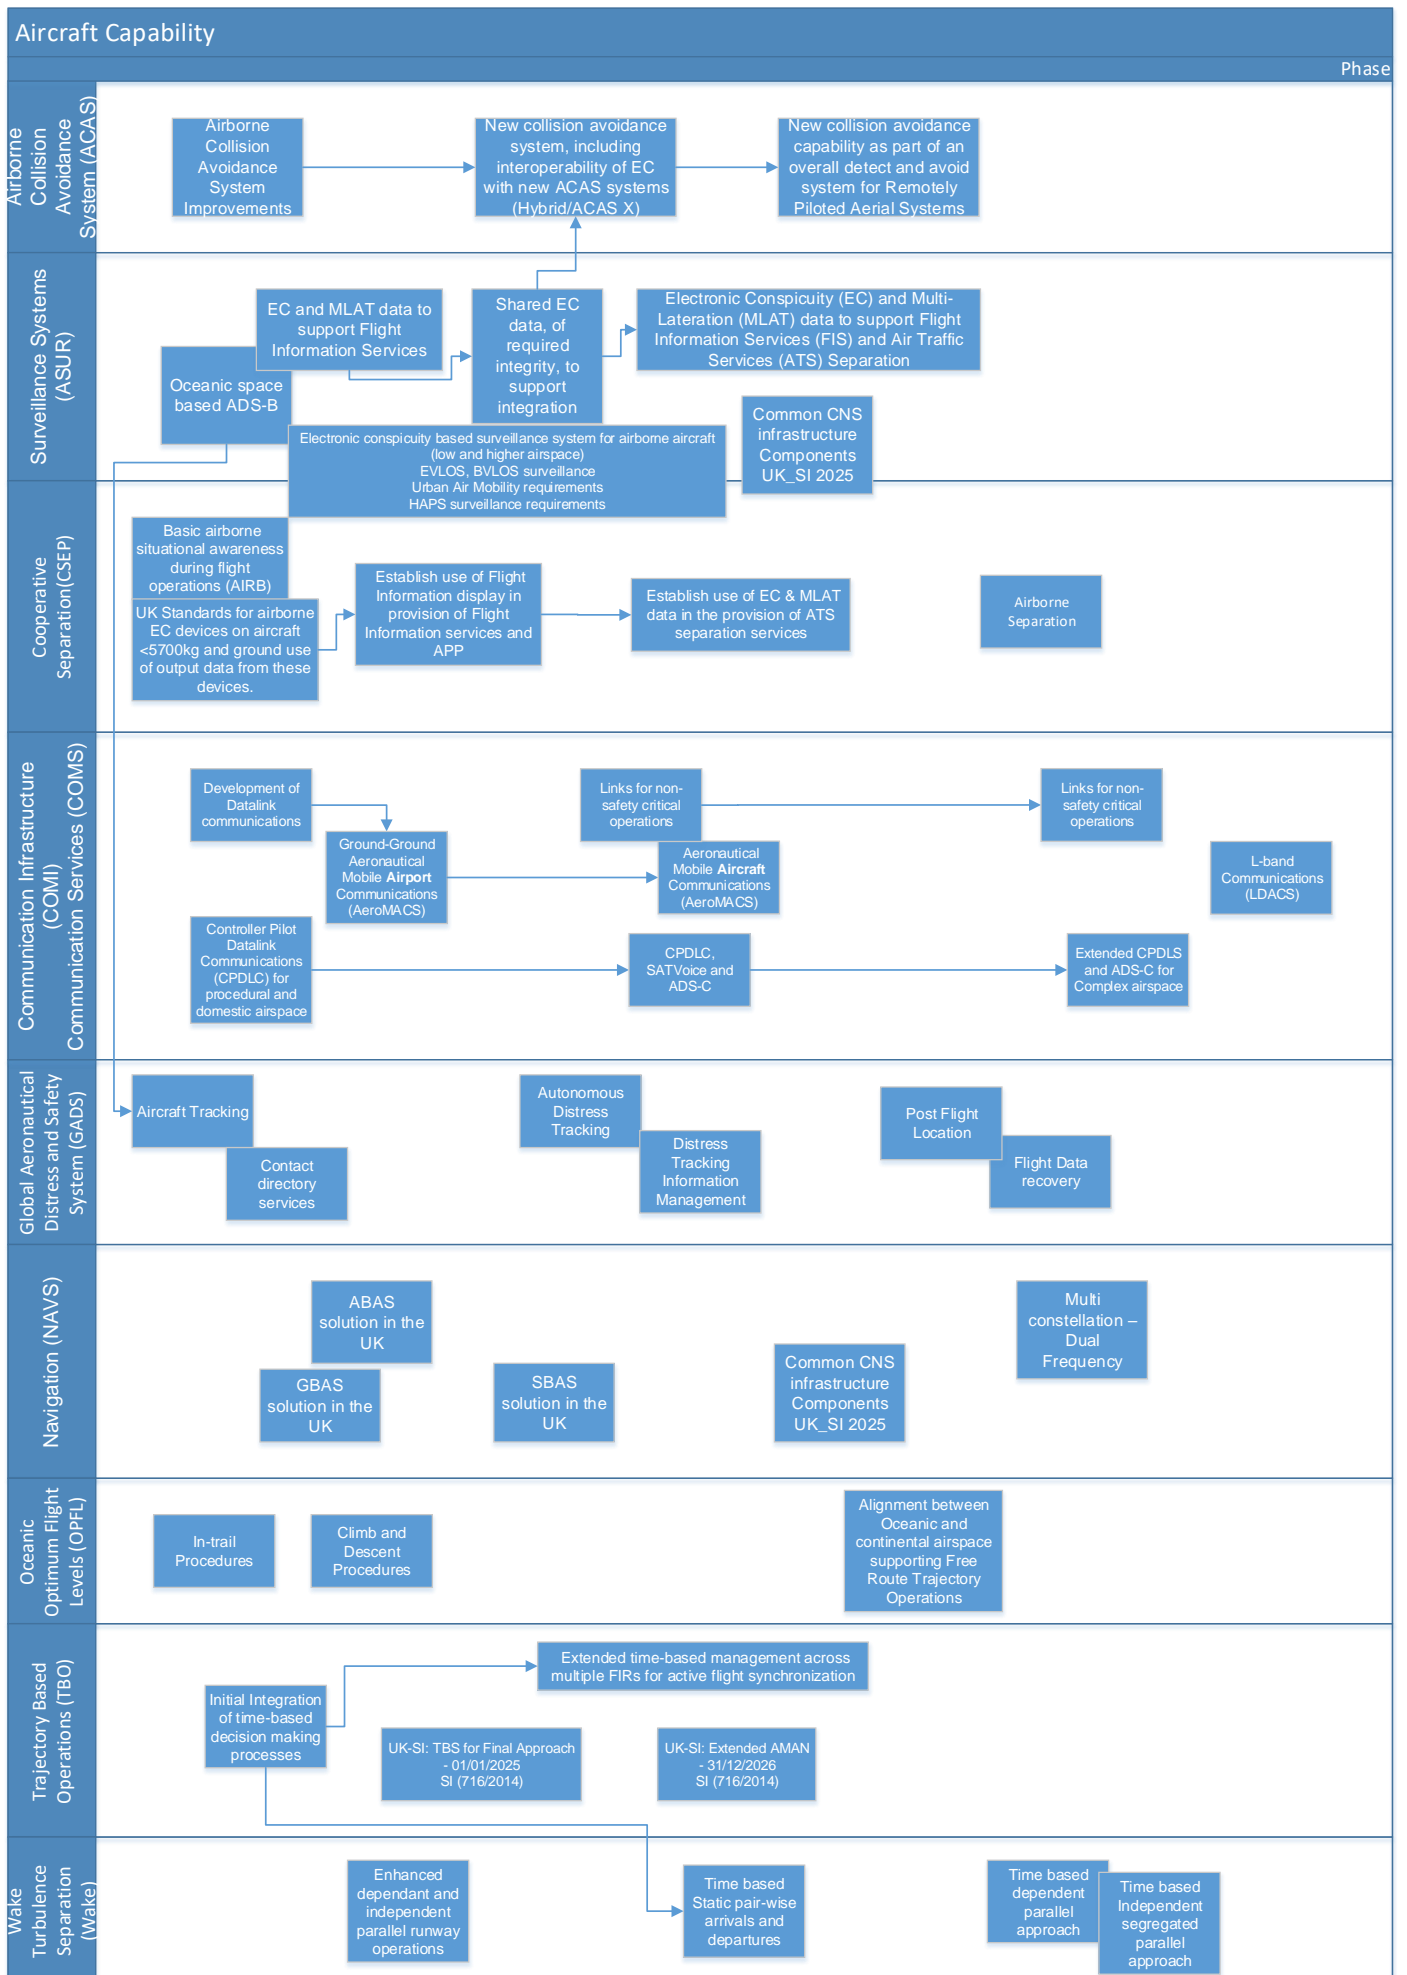 Aircraft Capability
Phase
Airborne
Collision
Avoidance
System (ACAS)
Airborne
Collision
Avoidance
System
Improvements
New collision avoidance
system, including
interoperability of EC
with new ACAS systems
(Hybrid/ACAS X)
New collision avoidance
capability as part of an
overall detect and avoid
system for Remotely
Piloted Aerial Systems
Surveillance Systems
(ASUR)
EC and MLAT data to
support Flight
Information Services
Oceanic space
based ADS-B
Shared EC
data, of
required
integrity, to
support
integration
Electronic Conspicuity (EC) and Multi-
Lateration (MLAT) data to support Flight
Information Services (FIS) and Air Traffic
Services (ATS) Separation
Electronic conspicuity based surveillance system for airborne aircraft
(low and higher airspace)
EVLOS, BVLOS surveillance
Urban Air Mobility requirements
HAPS surveillance requirements
Common CNS
infrastructure
Components
UK_SI 2025
Cooperative
Separation(CSEP)
Basic airborne
situational awareness
during flight
operations (AIRB)
UK Standards for airborne
EC devices on aircraft
<5700kg and ground use
of output data from these
devices.
Establish use of Flight
Information display in
provision of Flight
Information services and
APP
Establish use of EC & MLAT
data in the provision of ATS
separation services
Airborne
Separation
Communication Infrastructure
(COMI)
Communication Services (COMS)
Development of
Datalink
communications
Ground-Ground
Aeronautical
Mobile Airport
Communications
(AeroMACS)
Controller Pilot
Datalink
Communications
(CPDLC) for
procedural and
domestic airspace
Links for non-
safety critical
operations
Aeronautical
Mobile Aircraft
Communications
(AeroMACS)
CPDLC,
SATVoice and
ADS-C
Links for non-
safety critical
operations
L-band
Communications
(LDACS)
Extended CPDLS
and ADS-C for
Complex airspace
Global Aeronautical
Distress and Safety
System (GADS)
Aircraft Tracking
Contact
directory
services
Autonomous
Distress
Tracking
Distress
Tracking
Information
Management
Post Flight
Location
Flight Data
recovery
Navigation (NAVS)
ABAS
solution in the
UK
GBAS
solution in the
UK
SBAS
solution in the
UK
Common CNS
infrastructure
Components
UK_SI 2025
Multi
constellation –
Dual
Frequency
Oceanic
Optimum Flight
Levels (OPFL)
In-trail
Procedures
Climb and
Descent
Procedures
Alignment between
Oceanic and
continental airspace
supporting Free
Route Trajectory
Operations
Trajectory Based
Operations (TBO)
Initial Integration
of time-based
decision making
processes
Extended time-based management across
multiple FIRs for active flight synchronization
UK-SI: TBS for Final Approach
- 01/01/2025
SI (716/2014)
UK-SI: Extended AMAN
- 31/12/2026
SI (716/2014)
Wake
Turbulence
Separation
(Wake)
Enhanced
dependant and
independent
parallel runway
operations
Time based
Static pair-wise
arrivals and
departures
Time based
dependent
parallel
approach
Time based
Independent
segregated
parallel
approach